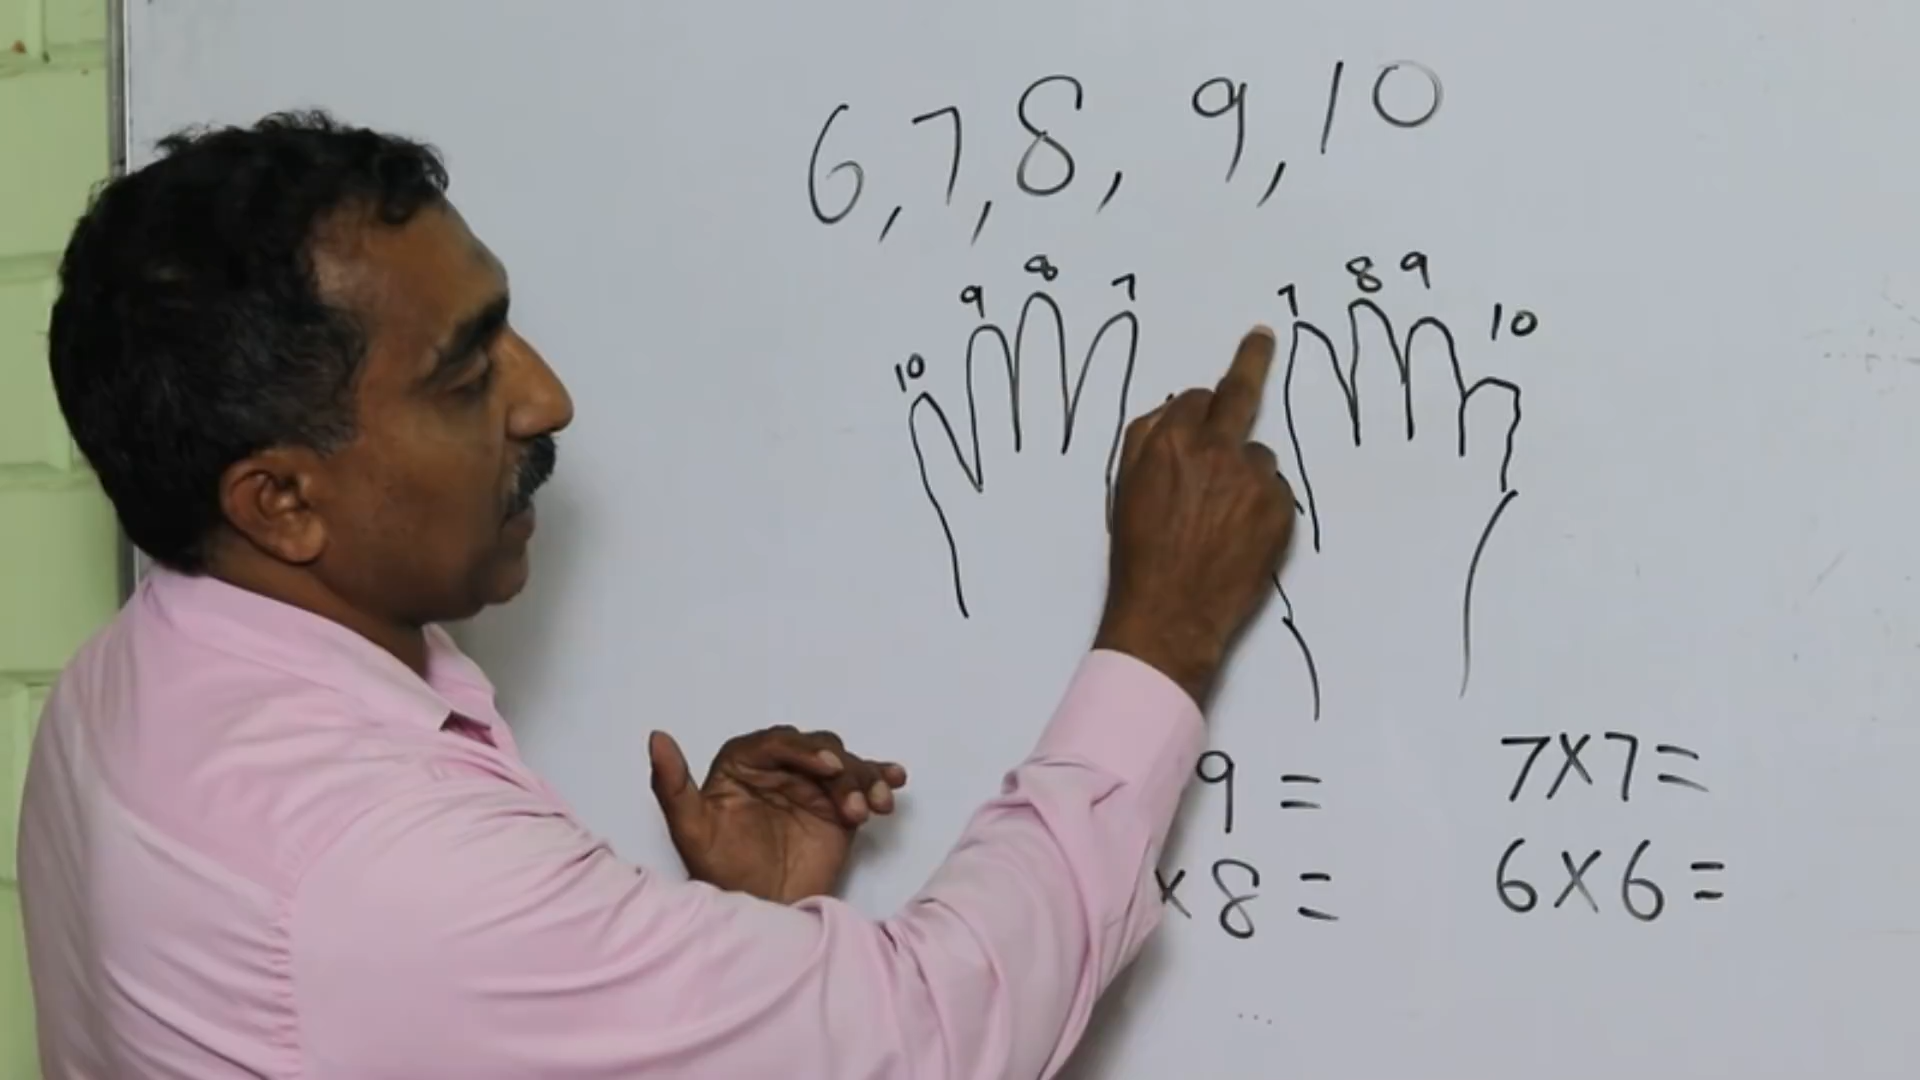 6, 7, 8, 9, 10
10 9 8 7 7 8 9 10
9 = 7x7=
x8 = 6x6=